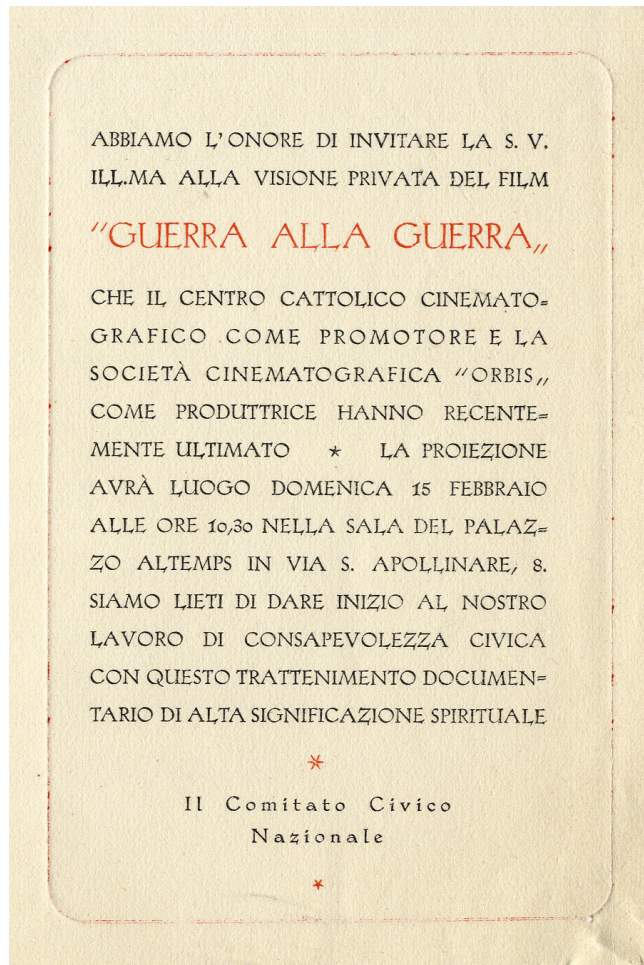 ABBIAMO L'ONORE DI INVITARE LA S. V.
ILL.MA ALLA VISIONE PRIVATA DEL FILM
"GUERRA ALLA GUERRA„
CHE IL CENTRO CATTOLICO CINEMATO=
GRAFICO COME PROMOTORE E LA
SOCIETÀ CINEMATOGRAFICA "ORBIS„
COME PRODUTTRICE HANNO RECENTE=
MENTE ULTIMATO * LA PROIEZIONE
AVRÀ LUOGO DOMENICA 15 FEBBRAIO
ALLE ORE 10,30 NELLA SALA DEL PALAZ=
ZO ALTEMPS IN VIA S. APOLLINARE, 8.
SIAMO LIETI DI DARE INIZIO AL NOSTRO
LAVORO DI CONSAPEVOLEZZA CIVICA
CON QUESTO TRATTENIMENTO DOCUMEN=
TARIO DI ALTA SIGNIFICAZIONE SPIRITUALE
*
Il Comitato Civico
Nazionale
*